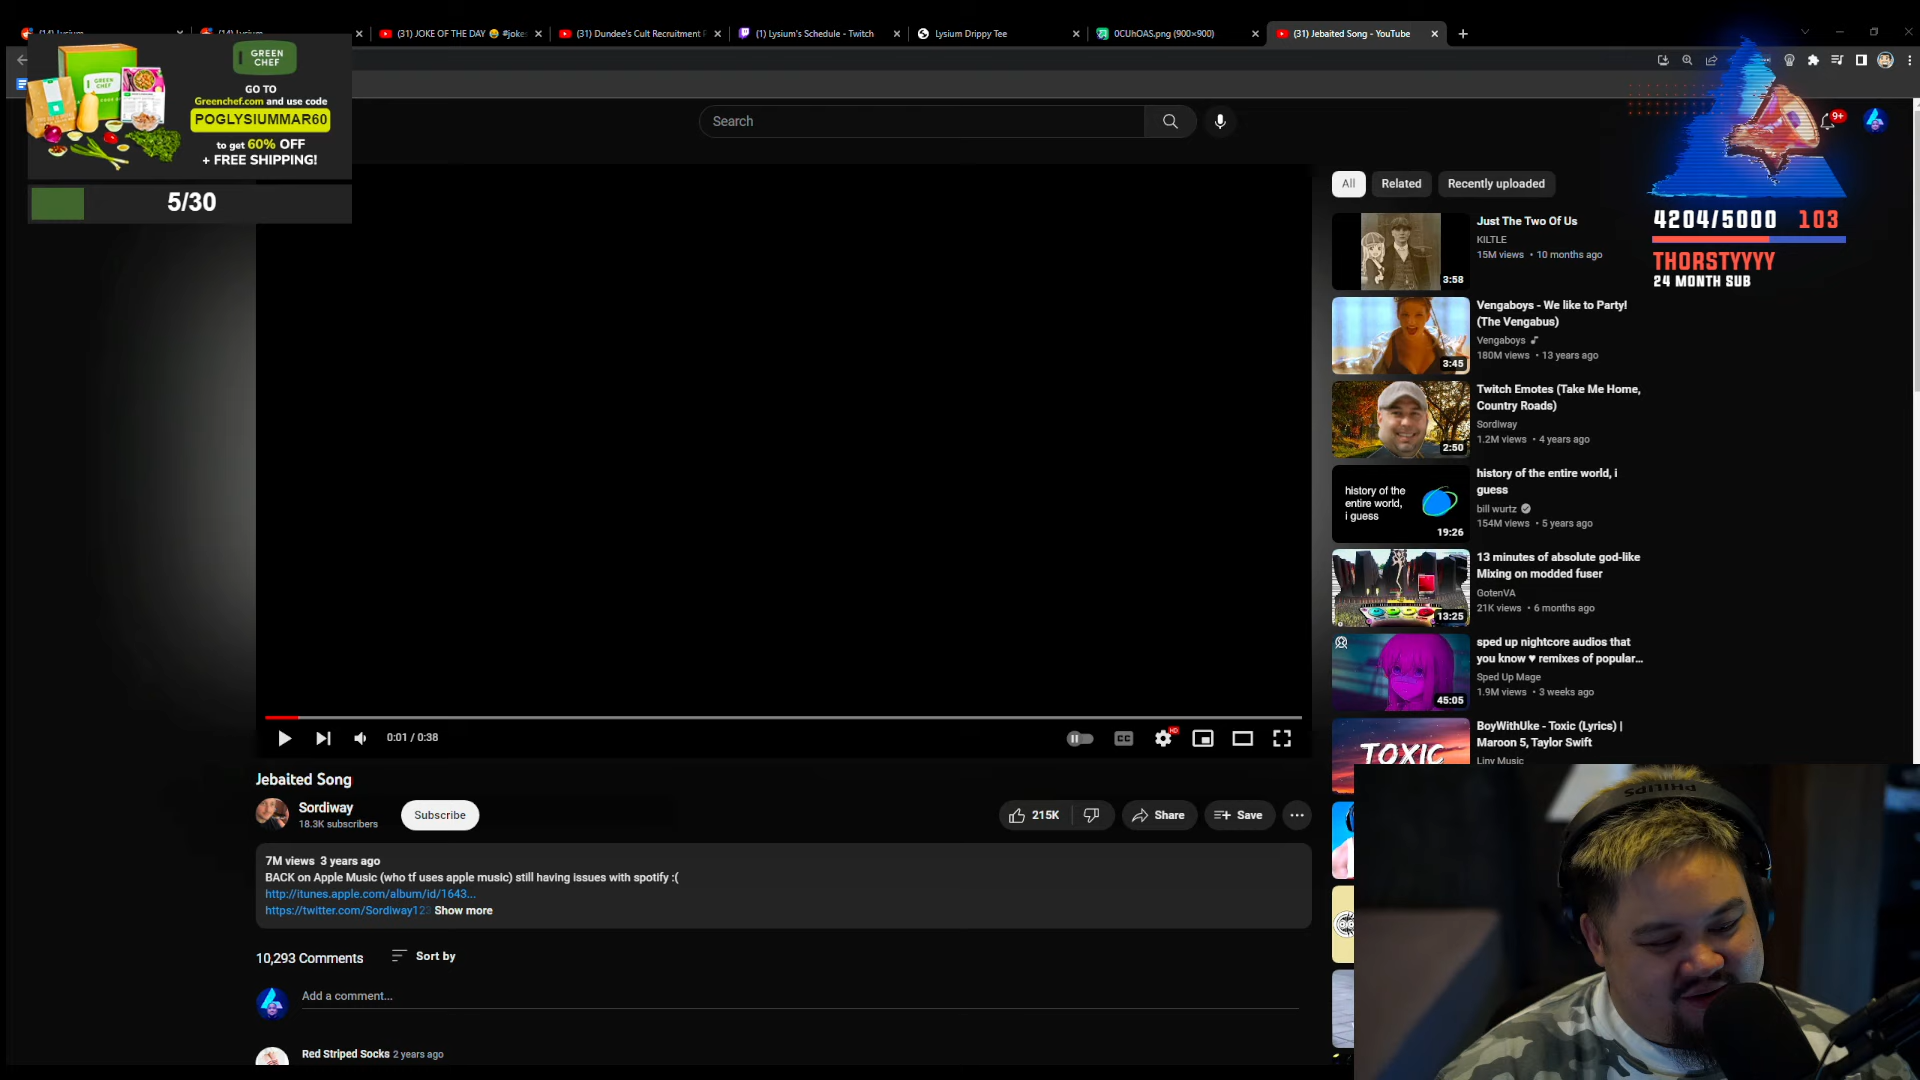 (31) JOKE OF THE DAY 😂 #joke
(31) Dundee's Cult Recruitment
(1) Lysium's Schedule - Twitch
Lysium Drippy Tee
0CUhOAS.png (900×900)
(31) Jebaited Song - YouTube
GREEN
CHEF
GO TO
Greenchef.com and use code
POGLYSIUMMAR60
to get 60% OFF
+ FREE SHIPPING!
5/30
Search
9+
All
Related
Recently uploaded
4204/5000 103
THORSTYYYY
24 MONTH SUB
Just The Two Of Us
KILTLE
15M views • 10 months ago
3:58
Vengaboys - We like to Party!
(The Vengabus)
Vengaboys
180M views • 13 years ago
3:45
Twitch Emotes (Take Me Home,
Country Roads)
Sordiway
1.2M views • 4 years ago
2:50
history of the entire world, i
guess
bill wurtz
154M views • 5 years ago
history of the
entire world,
i guess
19:26
13 minutes of absolute god-like
Mixing on modded fuser
GotenVA
21K views • 6 months ago
13:25
sped up nightcore audios that
you know ♥ remixes of popular...
Sped Up Mage
1.9M views • 3 weeks ago
45:05
BoyWithUke - Toxic (Lyrics) |
Maroon 5, Taylor Swift
Liny Music
TOXIC
0:01 / 0:38
CC
HD
Jebaited Song
Sordiway
18.3K subscribers
Subscribe
215K
Share
Save
7M views 3 years ago
BACK on Apple Music (who tf uses apple music) still having issues with spotify :(
http://itunes.apple.com/album/id/1643...
https://twitter.com/Sordiway123 Show more
10,293 Comments
Sort by
Add a comment...
Red Striped Socks 2 years ago
PHILIPS